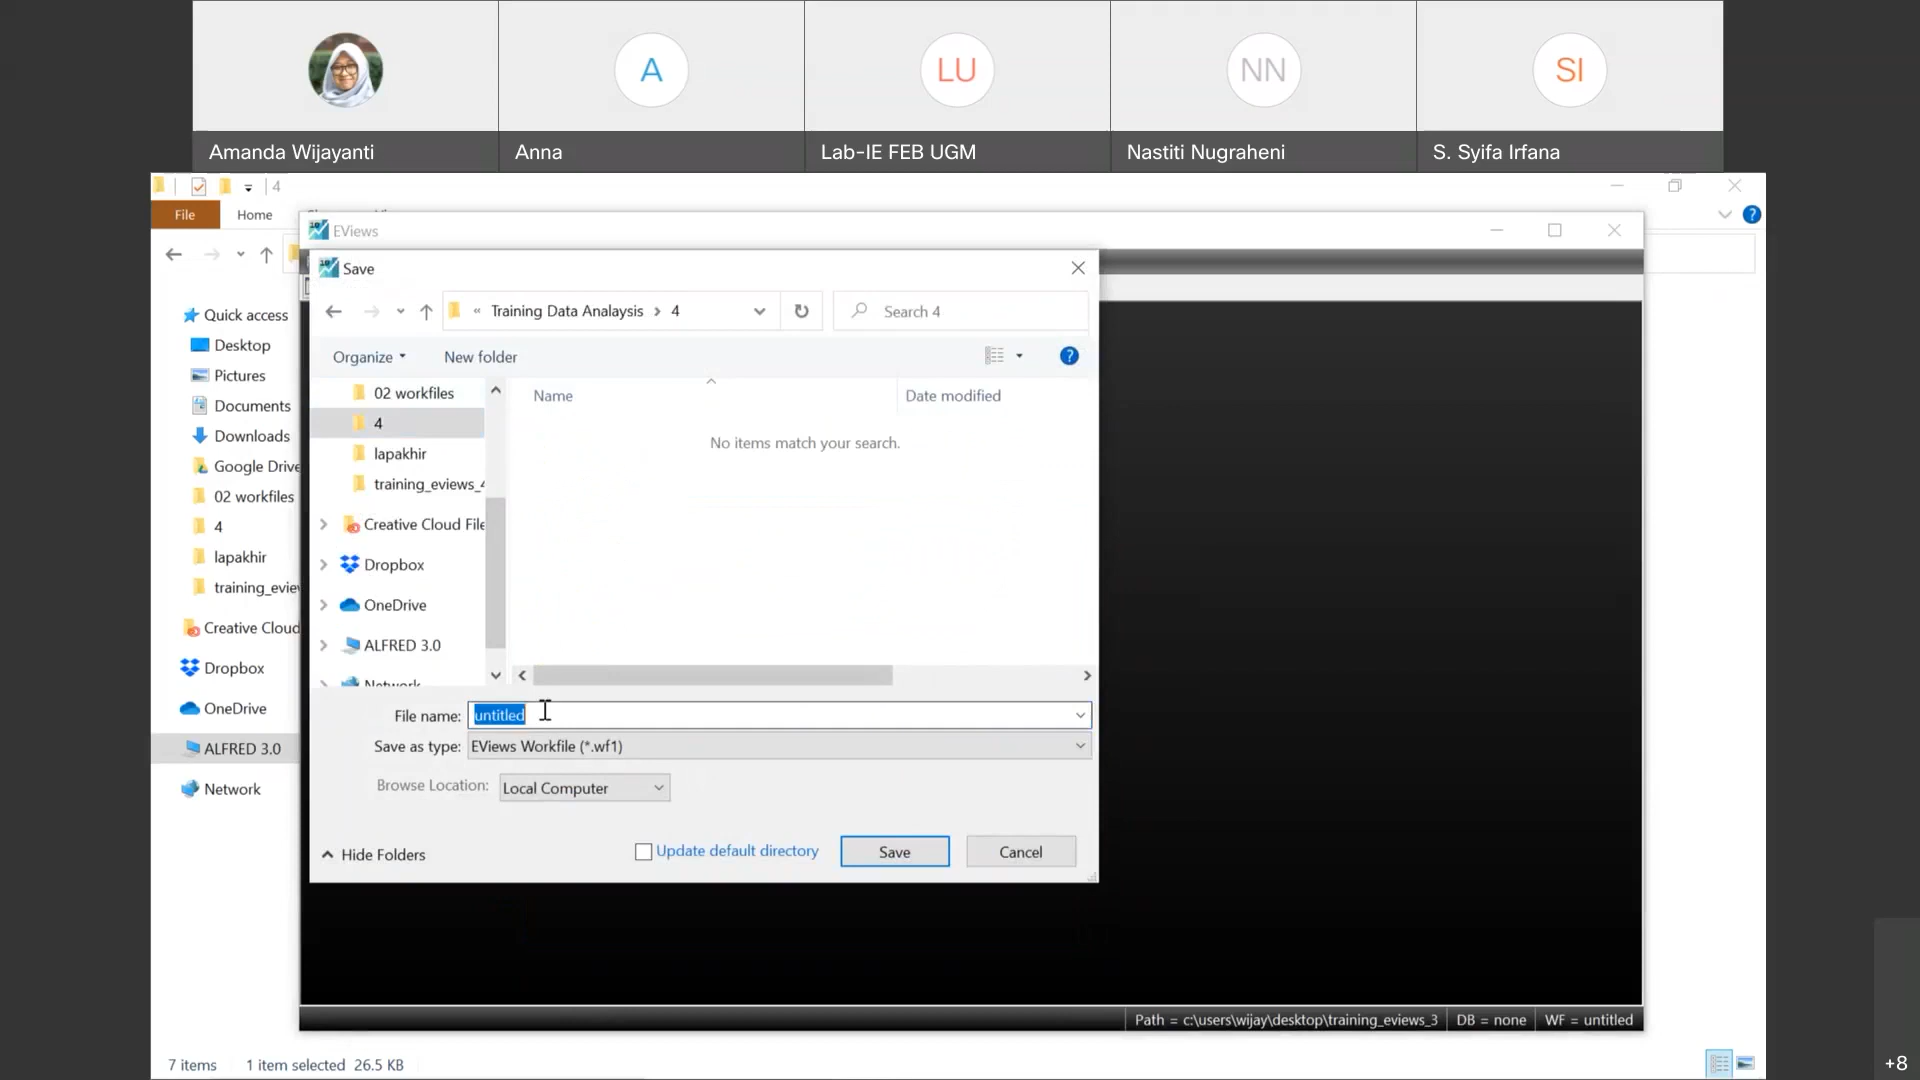 A
LU
NN
SI
Amanda Wijayanti
Anna
Lab-IE FEB UGM
Nastiti Nugraheni
S. Syifa Irfana
4
File
Home
EViews
Save
« Training Data Analaysis > 4
Search 4
Organize
New folder
Quick access
Desktop
Pictures
Documents
Downloads
Google Drive
02 workfiles
4
lapakhir
training_eview
Creative Cloud
Dropbox
OneDrive
ALFRED 3.0
Network
02 workfiles
4
lapakhir
training_eviews_4
Creative Cloud File
Dropbox
OneDrive
ALFRED 3.0
Network
Name
Date modified
No items match your search.
File name: untitled
Save as type: EViews Workfile (*.wf1)
Browse Location: Local Computer
Hide Folders
Update default directory
Save
Cancel
Path = c:\users\wijay\desktop\training_eviews_3
DB = none
WF = untitled
7 items
1 item selected 26.5 KB
+8